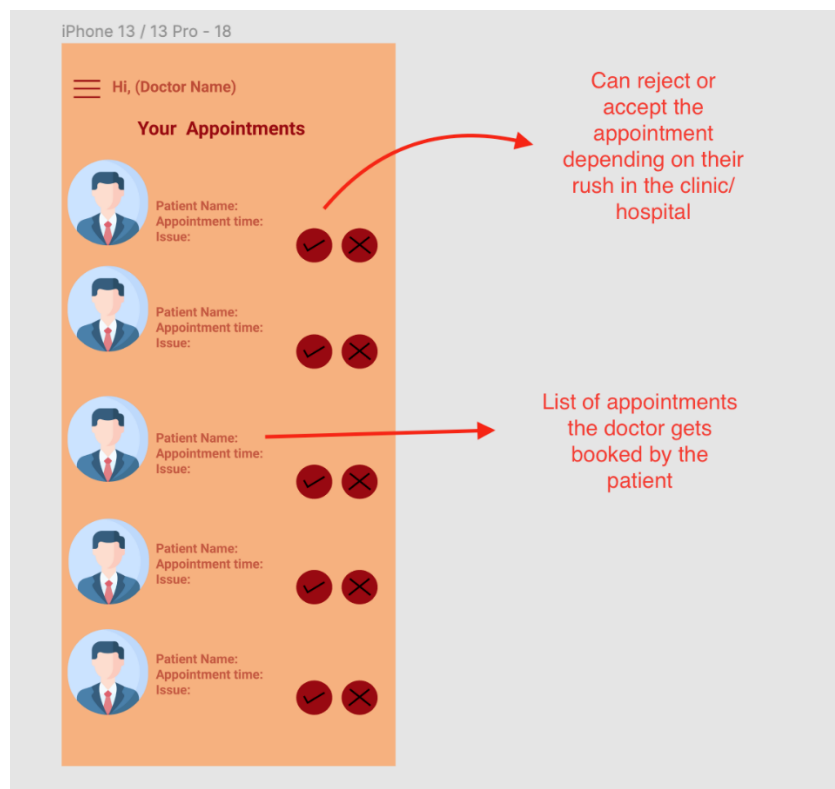 iPhone 13 / 13 Pro - 18
Hi, (Doctor Name)
Your Appointments
Patient Name:
Appointment time:
Issue:
Patient Name:
Appointment time:
Issue:
Patient Name:
Appointment time:
Issue:
Patient Name:
Appointment time:
Issue:
Patient Name:
Appointment time:
Issue:
Can reject or
accept the
appointment
depending on their
rush in the clinic/
hospital
List of appointments
the doctor gets
booked by the
patient